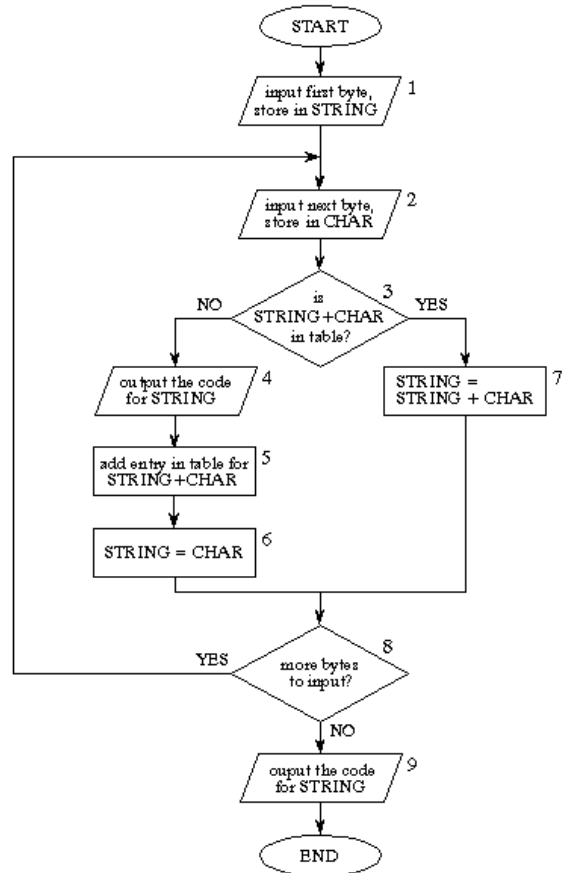 START
input first byte,
store in STRING
1
input next byte,
store in CHAR
2
is
STRING+CHAR
in table?
3
NO
YES
output the code
for STRING
4
add entry in table for
STRING+CHAR
5
STRING = CHAR
6
STRING =
STRING + CHAR
7
more bytes
to input?
8
YES
NO
ouput the code
for STRING
9
END